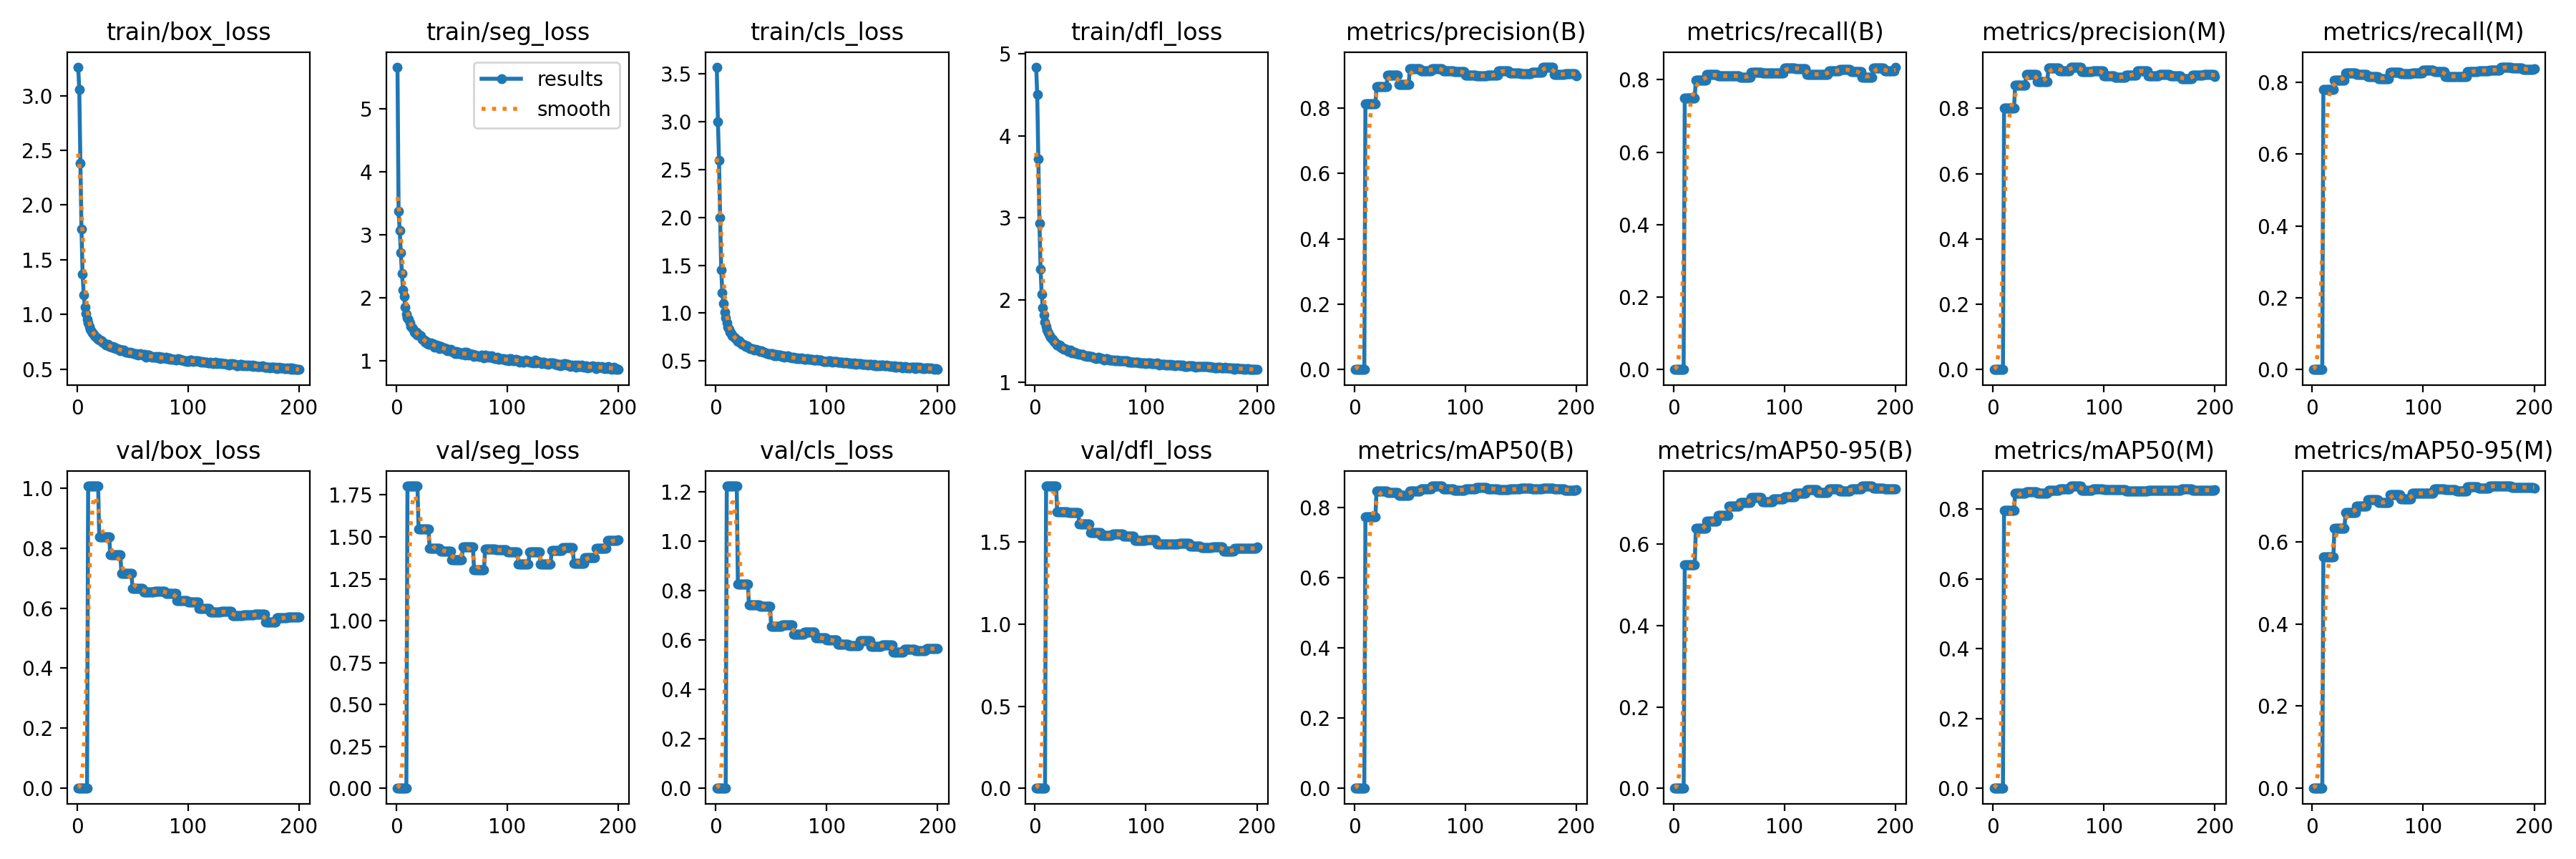 train/box_loss
train/seg_loss
train/cls_loss
train/dfl_loss
metrics/precision(B)
metrics/recall(B)
metrics/precision(M)
metrics/recall(M)
3.0
2.5
2.0
1.5
1.0
0.5
0 100 200
results
smooth
5
4
3
2
1
0 100 200
3.5
3.0
2.5
2.0
1.5
1.0
0.5
0 100 200
5
4
3
2
1
0 100 200
0.8
0.6
0.4
0.2
0.0
0 100 200
0.8
0.6
0.4
0.2
0.0
0 100 200
0.8
0.6
0.4
0.2
0.0
0 100 200
0.8
0.6
0.4
0.2
0.0
0 100 200
val/box_loss
val/seg_loss
val/cls_loss
val/dfl_loss
metrics/mAP50(B)
metrics/mAP50-95(B)
metrics/mAP50(M)
metrics/mAP50-95(M)
1.0
0.8
0.6
0.4
0.2
0.0
0 100 200
1.75
1.50
1.25
1.00
0.75
0.50
0.25
0.00
0 100 200
1.2
1.0
0.8
0.6
0.4
0.2
0.0
0 100 200
1.5
1.0
0.5
0.0
0 100 200
0.8
0.6
0.4
0.2
0.0
0 100 200
0.6
0.4
0.2
0.0
0 100 200
0.8
0.6
0.4
0.2
0.0
0 100 200
0.6
0.4
0.2
0.0
0 100 200